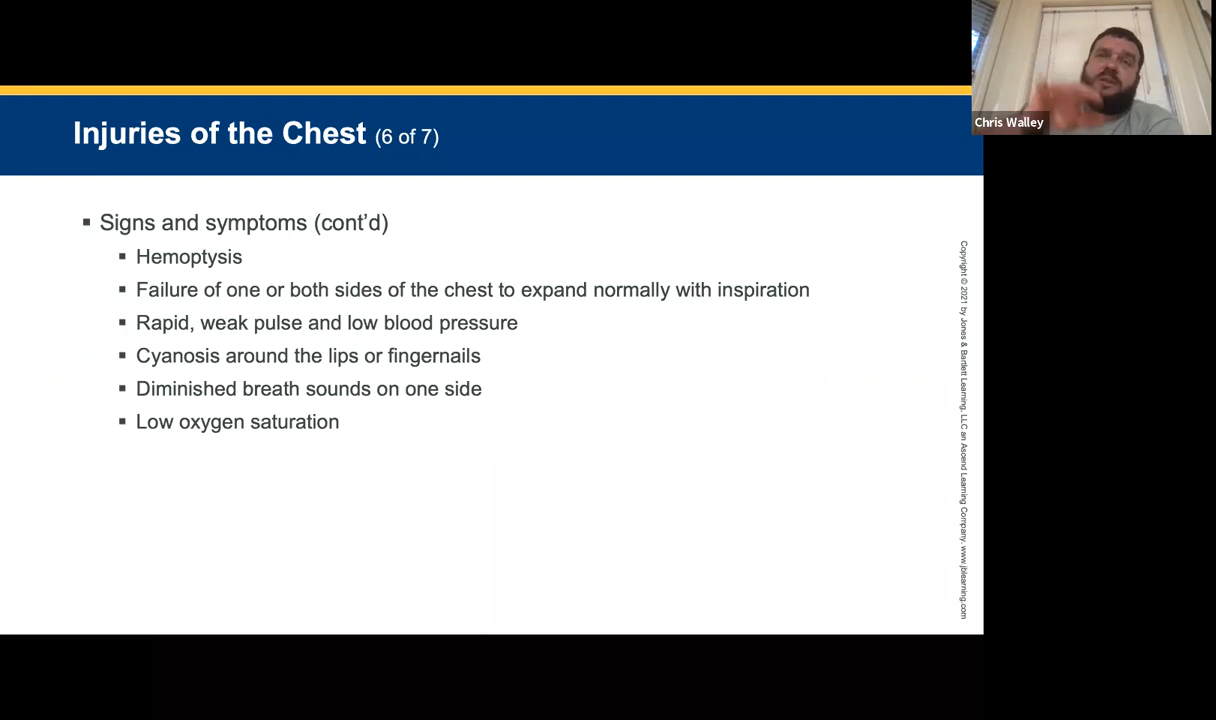 Injuries of the Chest (6 of 7)
Chris Walley
▪ Signs and symptoms (cont’d)
▪ Hemoptysis
▪ Failure of one or both sides of the chest to expand normally with inspiration
▪ Rapid, weak pulse and low blood pressure
▪ Cyanosis around the lips or fingernails
▪ Diminished breath sounds on one side
▪ Low oxygen saturation
Copyright © 2021 by Jones & Bartlett Learning, LLC an Ascend Learning Company. www.jblearning.com